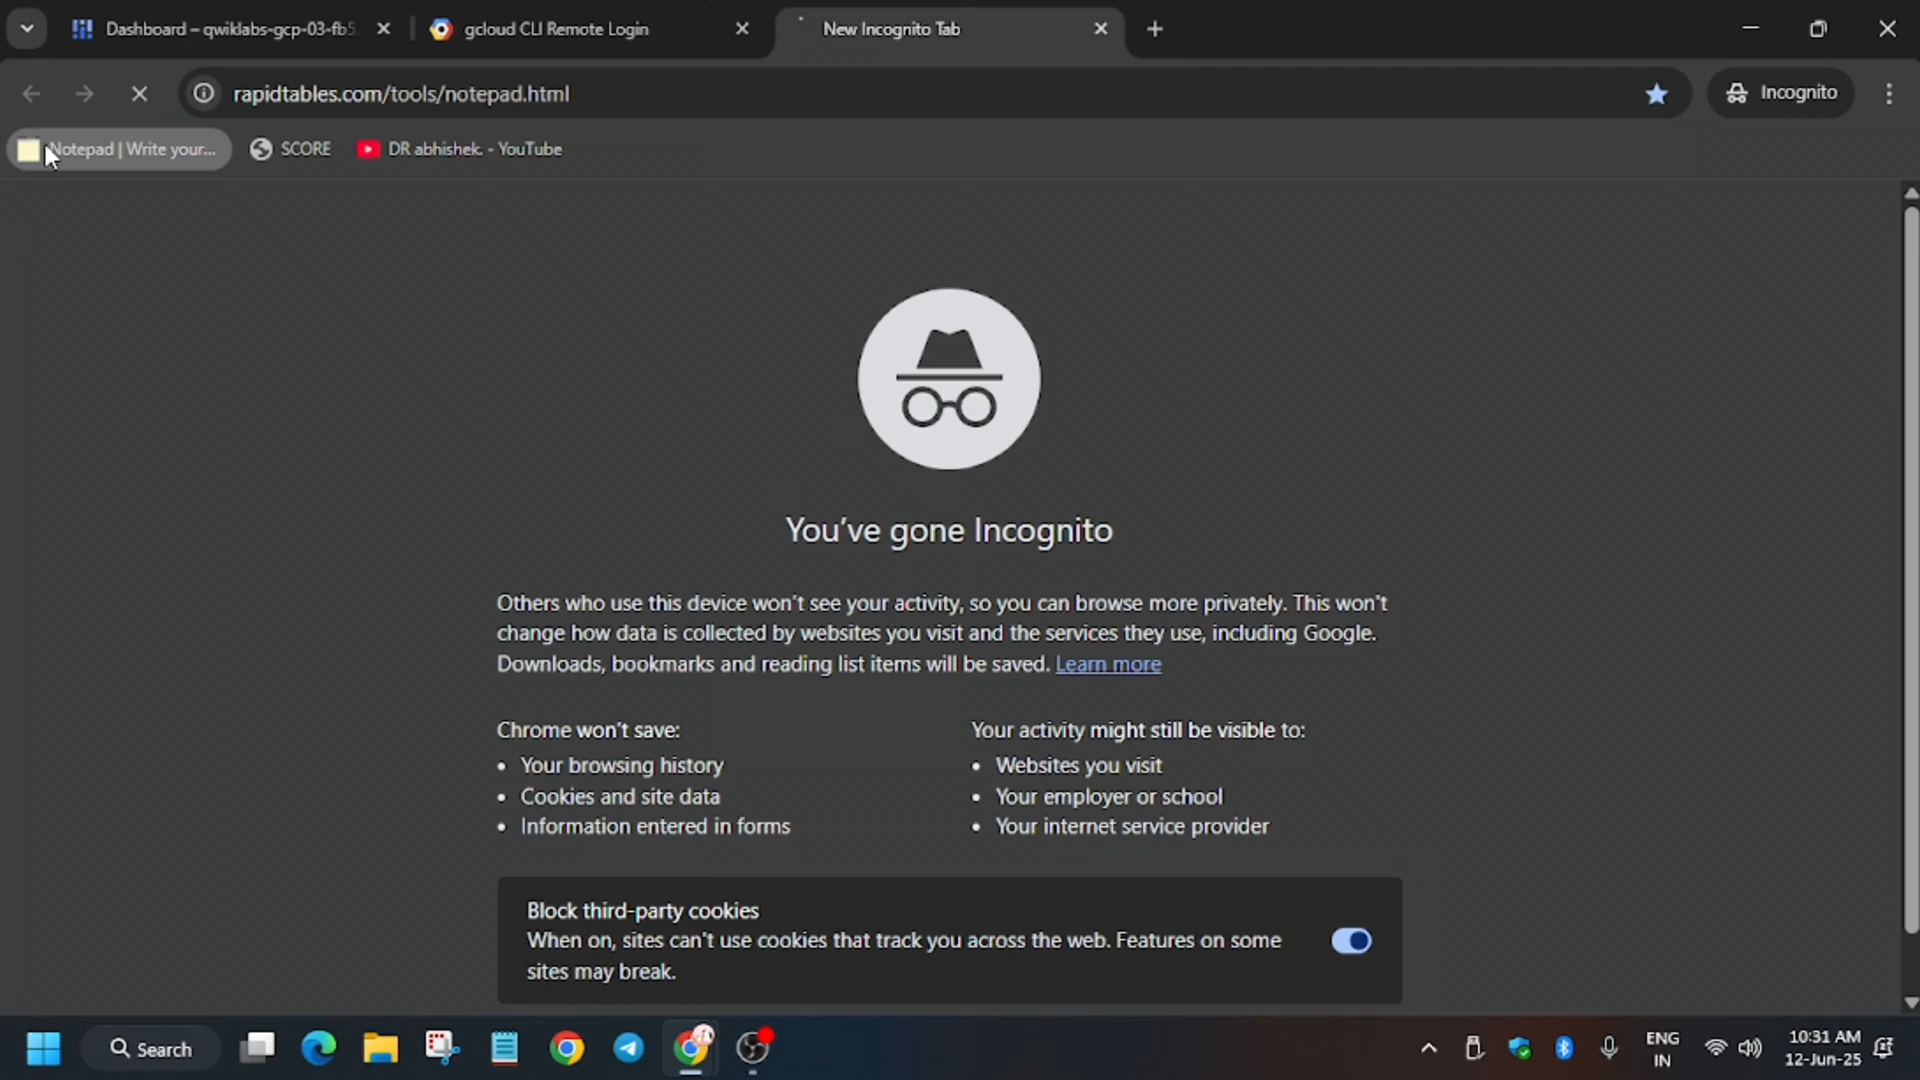 Dashboard – qwiklabs-gcp-03-fb5
gcloud CLI Remote Login
New Incognito Tab
rapidtables.com/tools/notepad.html
Incognito
Notepad | Write your...
SCORE
DR abhishek. - YouTube
You've gone Incognito
Others who use this device won't see your activity, so you can browse more privately. This won't
change how data is collected by websites you visit and the services they use, including Google.
Downloads, bookmarks and reading list items will be saved. Learn more
Chrome won't save:
• Your browsing history
• Cookies and site data
• Information entered in forms
Your activity might still be visible to:
• Websites you visit
• Your employer or school
• Your internet service provider
Block third-party cookies
When on, sites can't use cookies that track you across the web. Features on some
sites may break.
Search
ENG
IN
10:31 AM
12-Jun-25